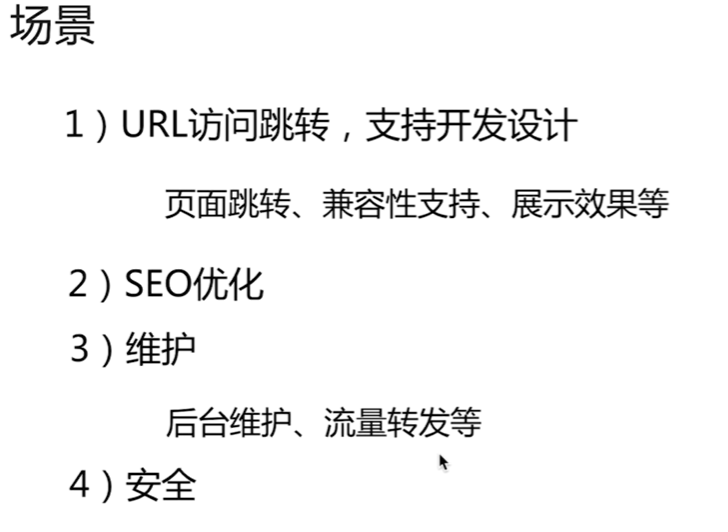 场景
1）URL访问跳转，支持开发设计
页面跳转、兼容性支持、展示效果等
2）SEO优化
3）维护
后台维护、流量转发等
4）安全